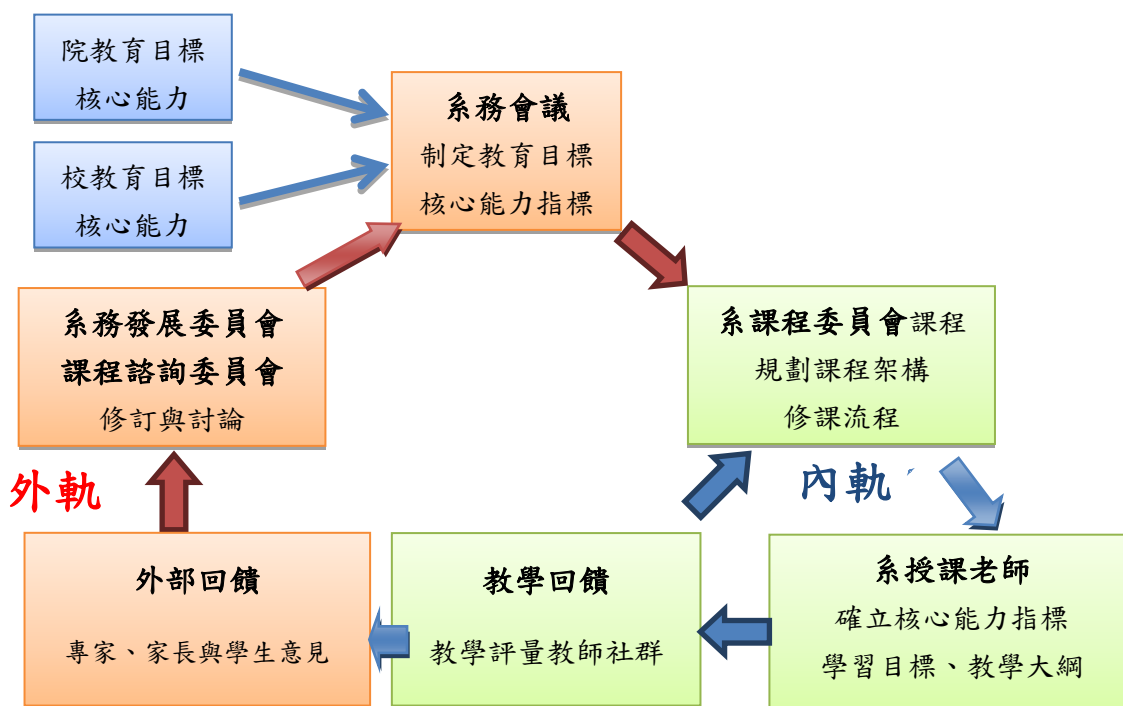 院教育目標
核心能力
校教育目標
核心能力
系務會議
制定教育目標
核心能力指標
系務發展委員會
課程諮詢委員會
修訂與討論
系課程委員會課程
規劃課程架構
修課流程
外軌
內軌
外部回饋
專家、家長與學生意見
教學回饋
教學評量教師社群
系授課老師
確立核心能力指標
學習目標、教學大綱